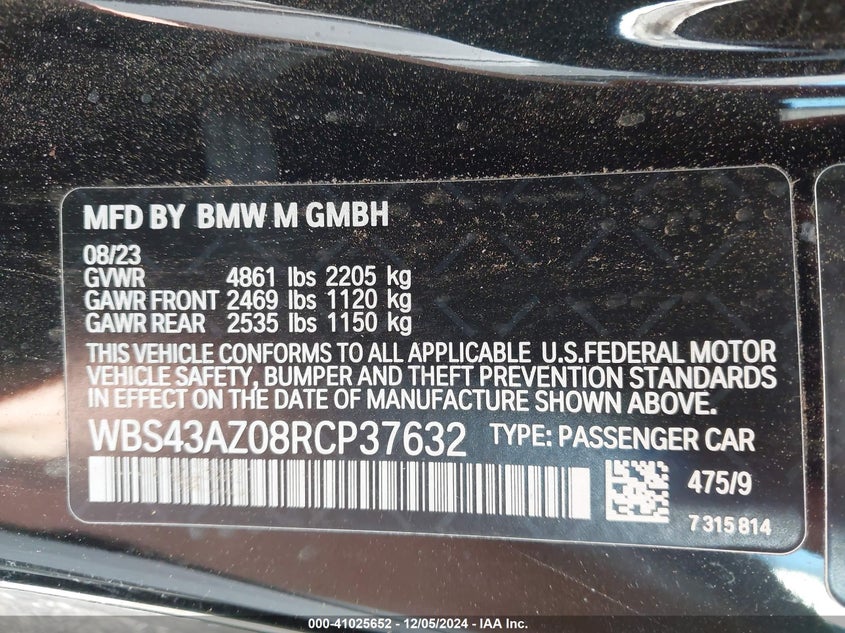 MFD BY BMW M GMBH
08/23
GVWR 4861 lbs 2205 kg
GAWR FRONT 2469 lbs 1120 kg
GAWR REAR 2535 lbs 1150 kg
THIS VEHICLE CONFORMS TO ALL APPLICABLE U.S.FEDERAL MOTOR
VEHICLE SAFETY, BUMPER AND THEFT PREVENTION STANDARDS
IN EFFECT ON THE DATE OF MANUFACTURE SHOWN ABOVE.
WBS43AZ08RCP37632 TYPE: PASSENGER CAR
475/9
7 315 814
000-41025652 - 12/05/2024 - IAA Inc.